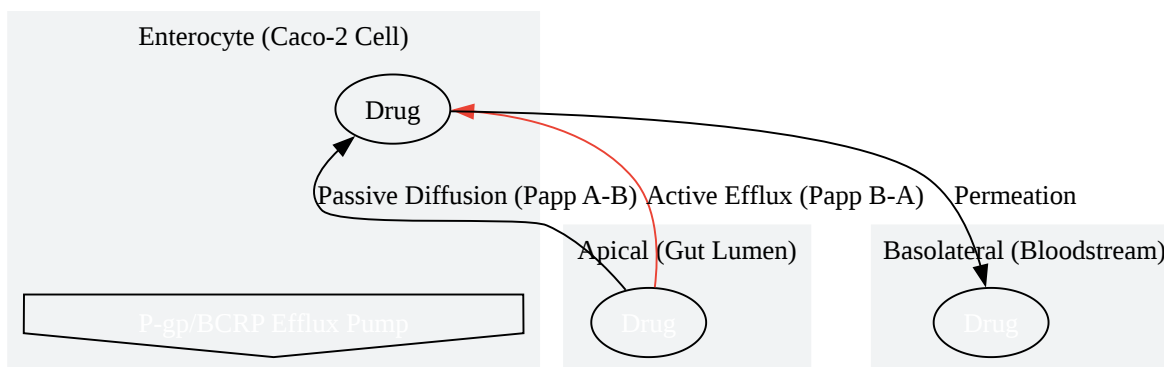 Enterocyte (Caco-2 Cell)
Drug
Passive Diffusion (Papp A-B)
Active Efflux (Papp B-A)
Permeation
Apical (Gut Lumen)
Basolateral (Bloodstream)
P-gp/BCRP Efflux Pump
Drug
Drug